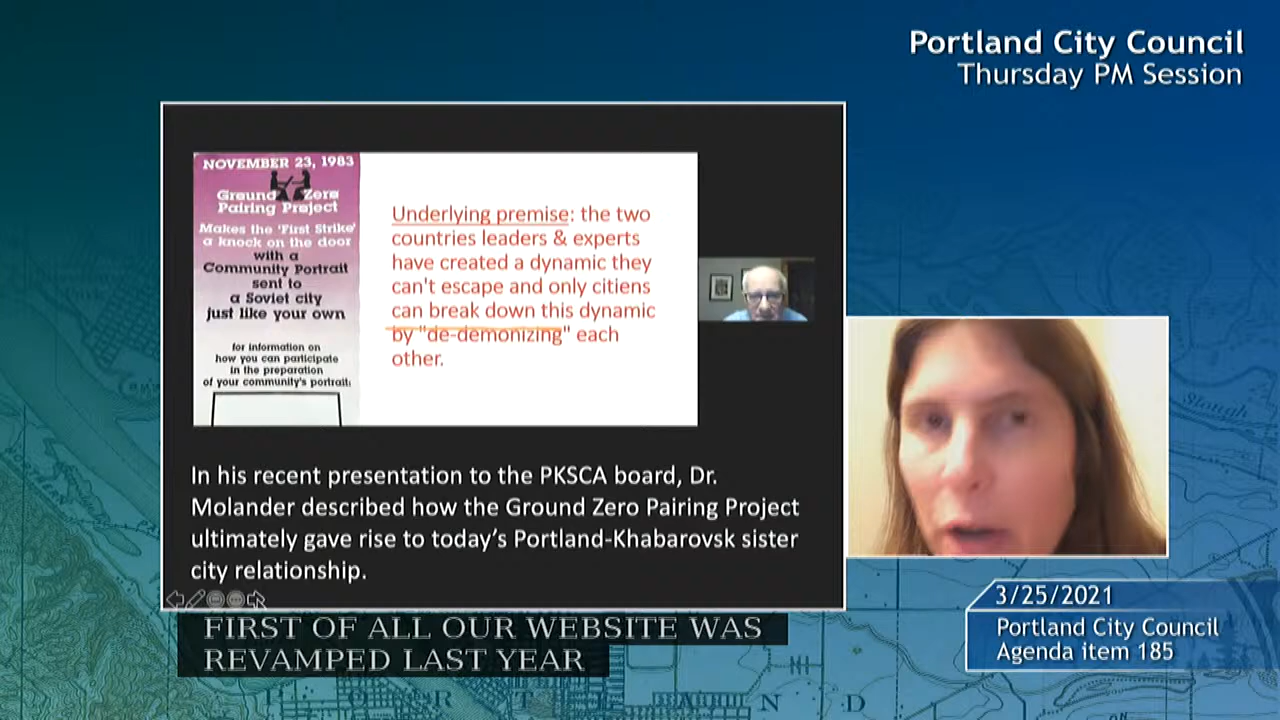 Portland City Council
Thursday PM Session
NOVEMBER 23, 1983
Ground Zero
Pairing Project
Makes the 'First Strike'
a knock on the door
with a
Community Portrait
sent to
a Soviet city
just like your own
for information on
how you can participate
in the preparation
of your community's portrait:
Underlying premise: the two
countries leaders & experts
have created a dynamic they
can't escape and only citiens
can break down this dynamic
by "de-demonizing" each
other.
In his recent presentation to the PKSCA board, Dr.
Molander described how the Ground Zero Pairing Project
ultimately gave rise to today's Portland-Khabarovsk sister
city relationship.
FIRST OF ALL OUR WEBSITE WAS
REVAMPED LAST YEAR
3/25/2021
Portland City Council
Agenda item 185
Slough